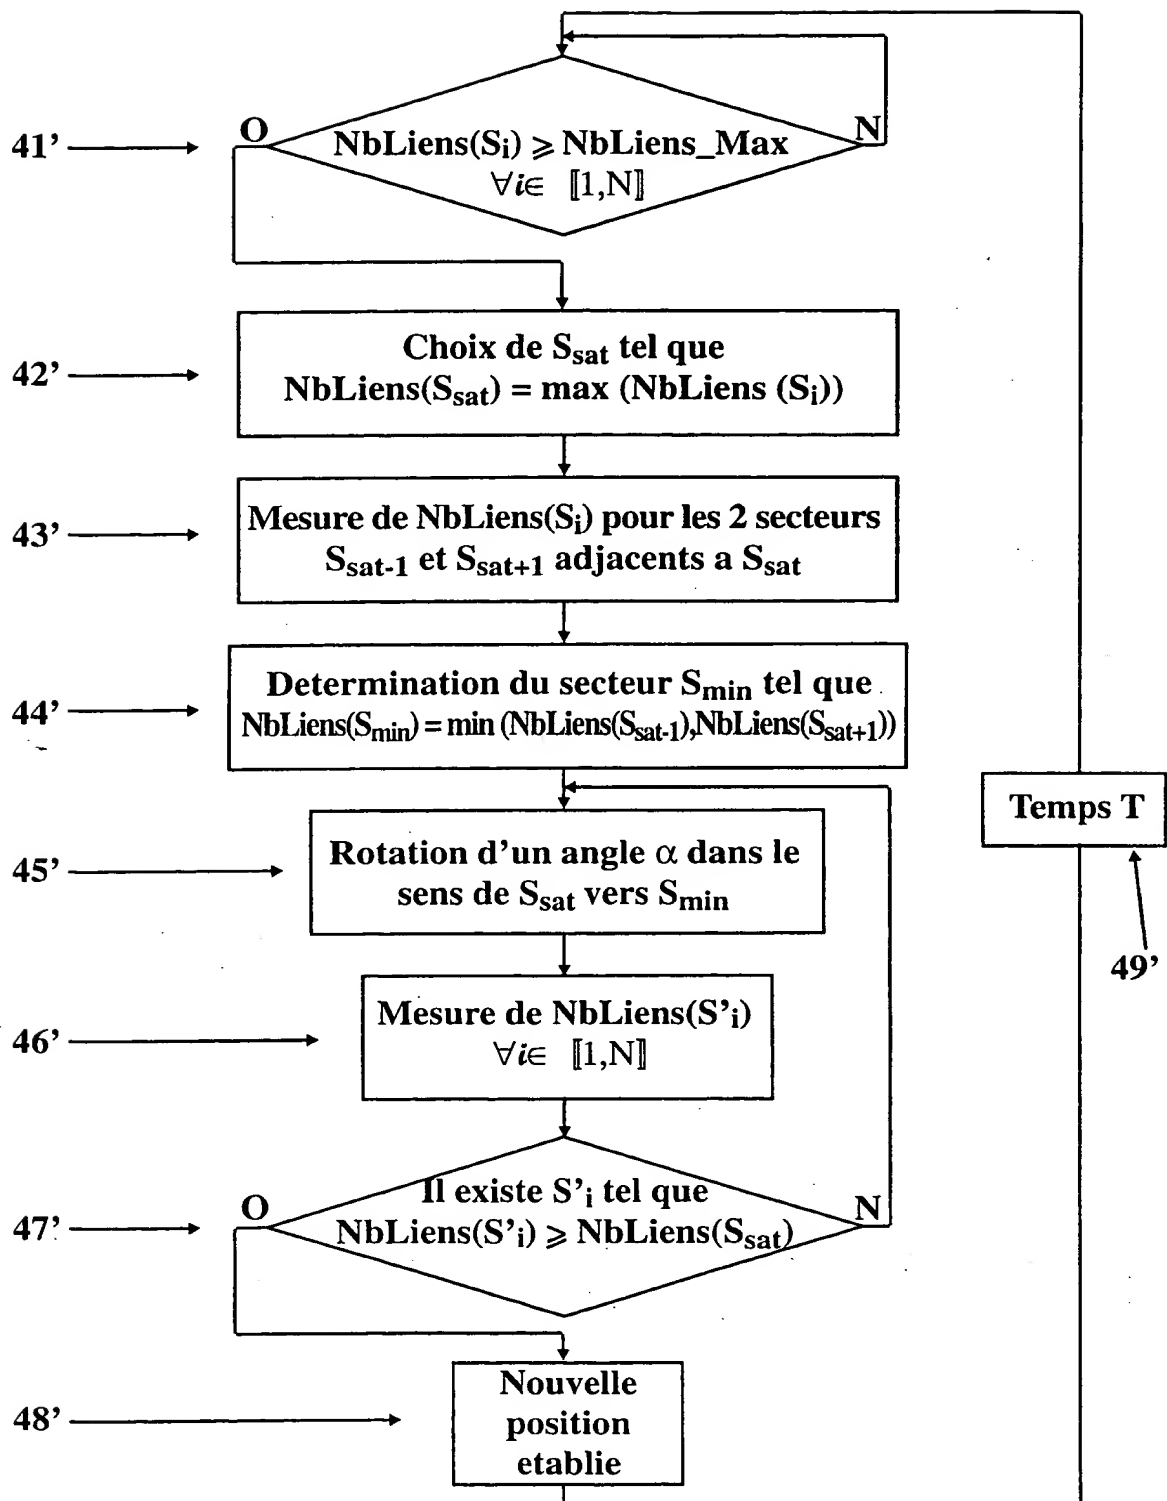 41’
O
N
NbLiens(Si) ⩾ NbLiens_Max
∀i∈ ⟦1,N⟧
42’
Choix de Ssat tel que
NbLiens(Ssat) = max (NbLiens (Si))
43’
Mesure de NbLiens(Si) pour les 2 secteurs
Ssat-1 et Ssat+1 adjacents a Ssat
44’
Determination du secteur Smin tel que
NbLiens(Smin) = min (NbLiens(Ssat-1),NbLiens(Ssat+1))
Temps T
49’
45’
Rotation d’un angle α dans le
sens de Ssat vers Smin
46’
Mesure de NbLiens(S’i)
∀i∈ ⟦1,N⟧
47’
O
N
Il existe S’i tel que
NbLiens(S’i) ⩾ NbLiens(Ssat)
48’
Nouvelle
position
etablie